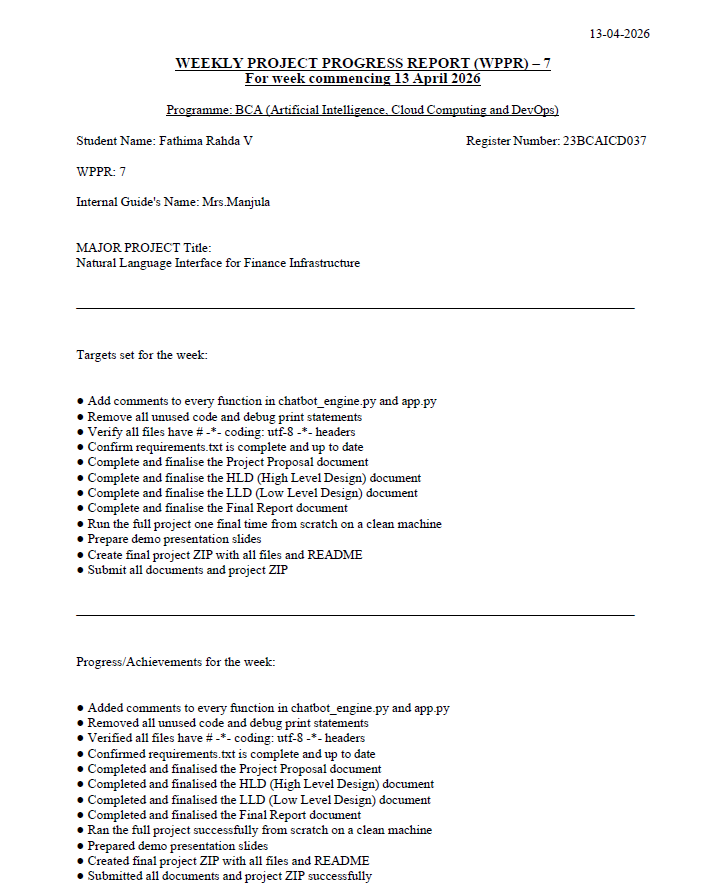 13-04-2026
WEEKLY PROJECT PROGRESS REPORT (WPPR) – 7
For week commencing 13 April 2026
Programme: BCA (Artificial Intelligence, Cloud Computing and DevOps)
Student Name: Fathima Rahda V Register Number: 23BCAICD037
WPPR: 7
Internal Guide's Name: Mrs.Manjula
MAJOR PROJECT Title:
Natural Language Interface for Finance Infrastructure
Targets set for the week:
● Add comments to every function in chatbot_engine.py and app.py
● Remove all unused code and debug print statements
● Verify all files have # -*- coding: utf-8 -*- headers
● Confirm requirements.txt is complete and up to date
● Complete and finalise the Project Proposal document
● Complete and finalise the HLD (High Level Design) document
● Complete and finalise the LLD (Low Level Design) document
● Complete and finalise the Final Report document
● Run the full project one final time from scratch on a clean machine
● Prepare demo presentation slides
● Create final project ZIP with all files and README
● Submit all documents and project ZIP
Progress/Achievements for the week:
● Added comments to every function in chatbot_engine.py and app.py
● Removed all unused code and debug print statements
● Verified all files have # -*- coding: utf-8 -*- headers
● Confirmed requirements.txt is complete and up to date
● Completed and finalised the Project Proposal document
● Completed and finalised the HLD (High Level Design) document
● Completed and finalised the LLD (Low Level Design) document
● Completed and finalised the Final Report document
● Ran the full project successfully from scratch on a clean machine
● Prepared demo presentation slides
● Created final project ZIP with all files and README
● Submitted all documents and project ZIP successfully